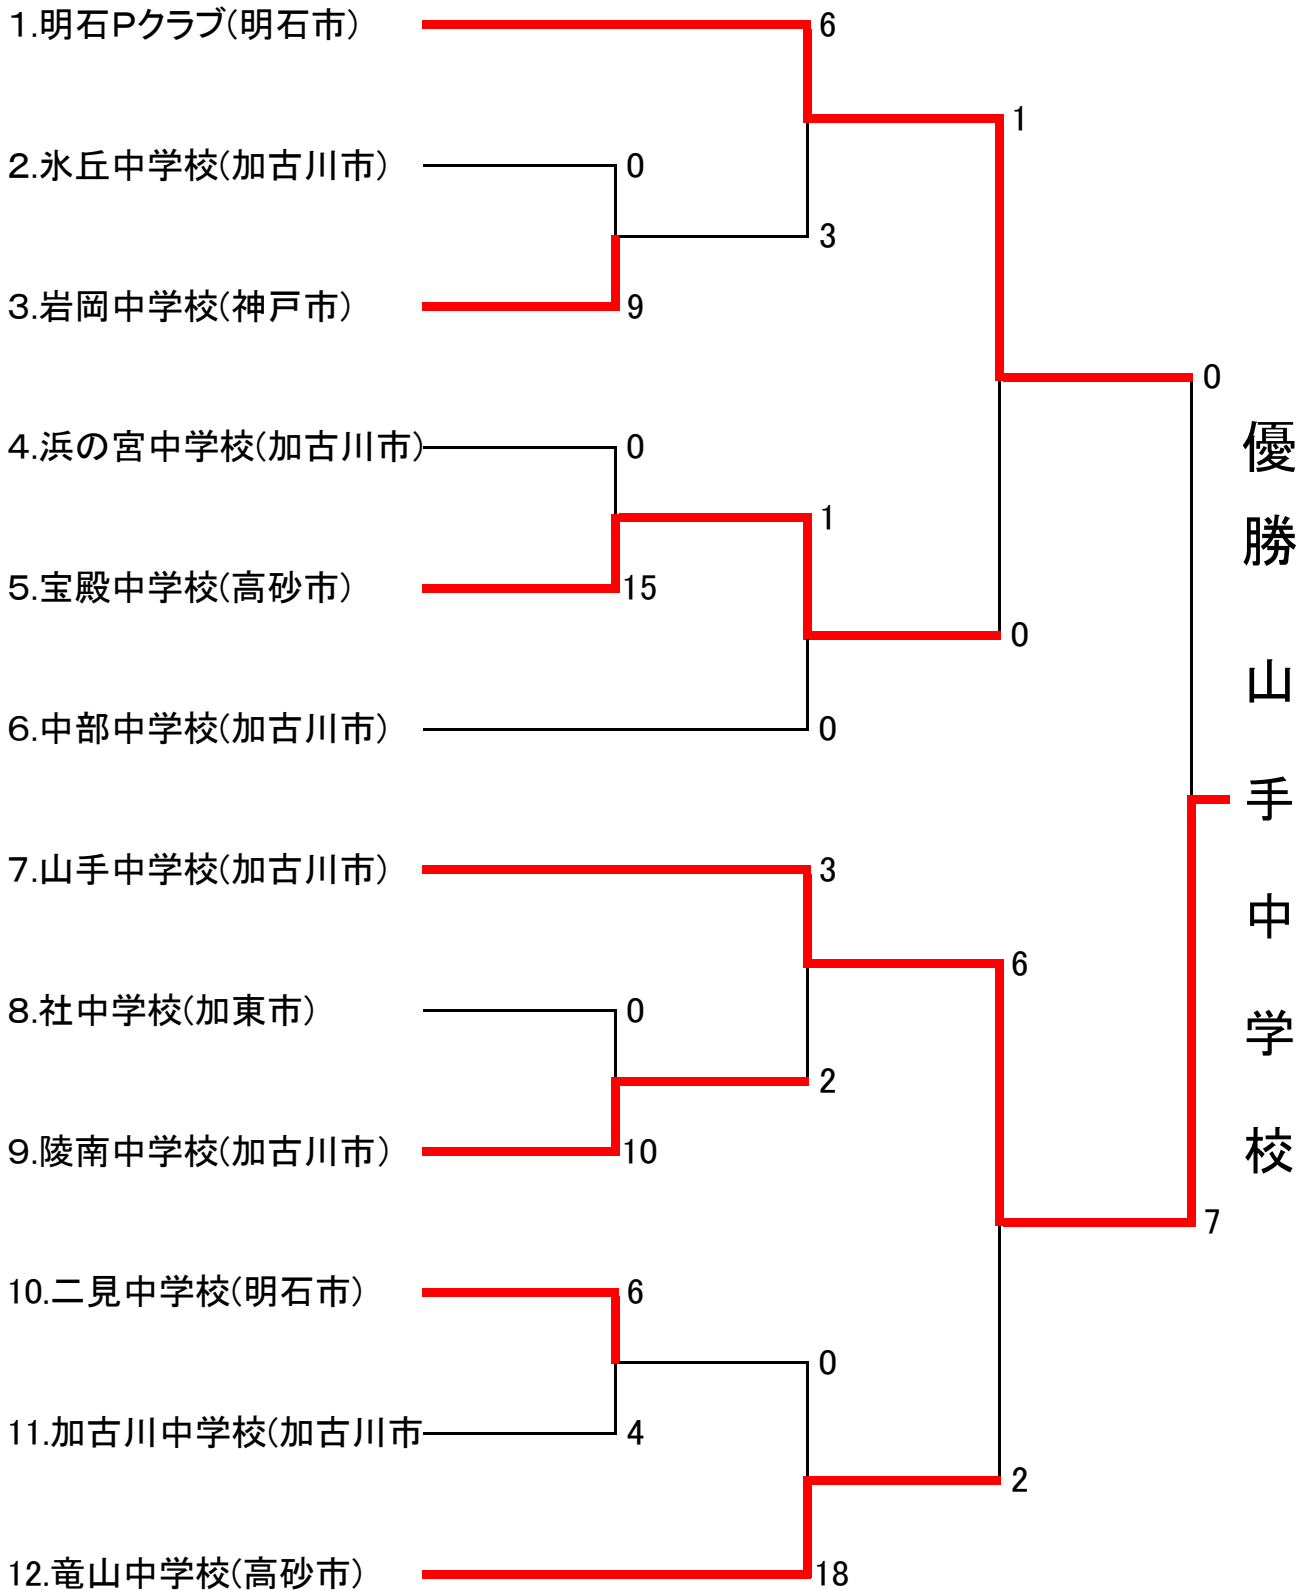 1.明石Pクラブ(明石市)
6
1
2.氷丘中学校(加古川市)
0
3
3.岩岡中学校(神戸市)
9
0
4.浜の宮中学校(加古川市)
0
1
5.宝殿中学校(高砂市)
15
0
6.中部中学校(加古川市)
0
7.山手中学校(加古川市)
3
6
8.社中学校(加東市)
0
2
9.陵南中学校(加古川市)
10
7
10.二見中学校(明石市)
6
0
11.加古川中学校(加古川市
4
2
12.竜山中学校(高砂市)
18
優勝 山手中学校